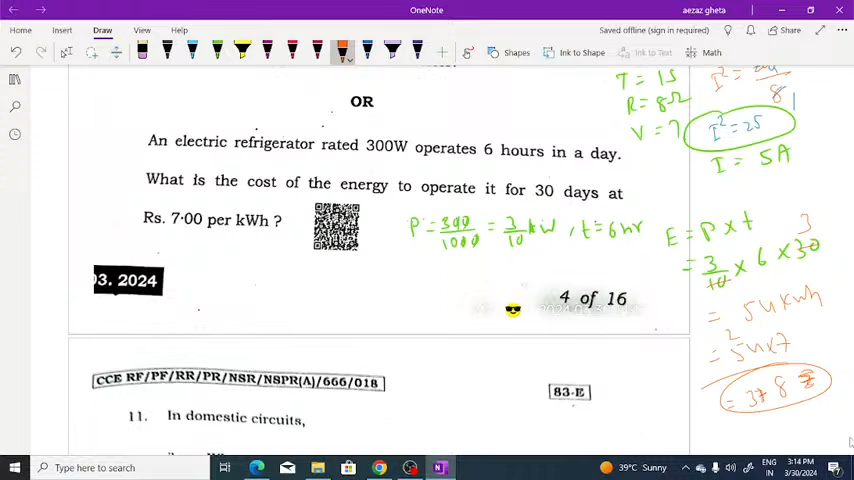 OneNote
aezaz gheta
File Home Insert Draw View Help
Saved offline (sign in required)
Share
Shapes
Ink to Shape
Ink to Text
Math
OR
An electric refrigerator rated 300W operates 6 hours in a day.
What is the cost of the energy to operate it for 30 days at
Rs. 7·00 per kWh ?
P = 300/1000 = 3/10 kW, t = 6 hr
T = 1S
R = 8Ω
V = ?
8
I² = 25
I = 5A
E = P x t
= 3/10 x 6 x 30 3
= 54 kWh
= 54 x 7
= 378
03. 2024
4 of 16
CCE RF/PF/RR/PR/NSR/NSPR(A)/666/018
83-E
11. In domestic circuits,
Type here to search
39°C Sunny
ENG
IN
3:14 PM
3/30/2024
7